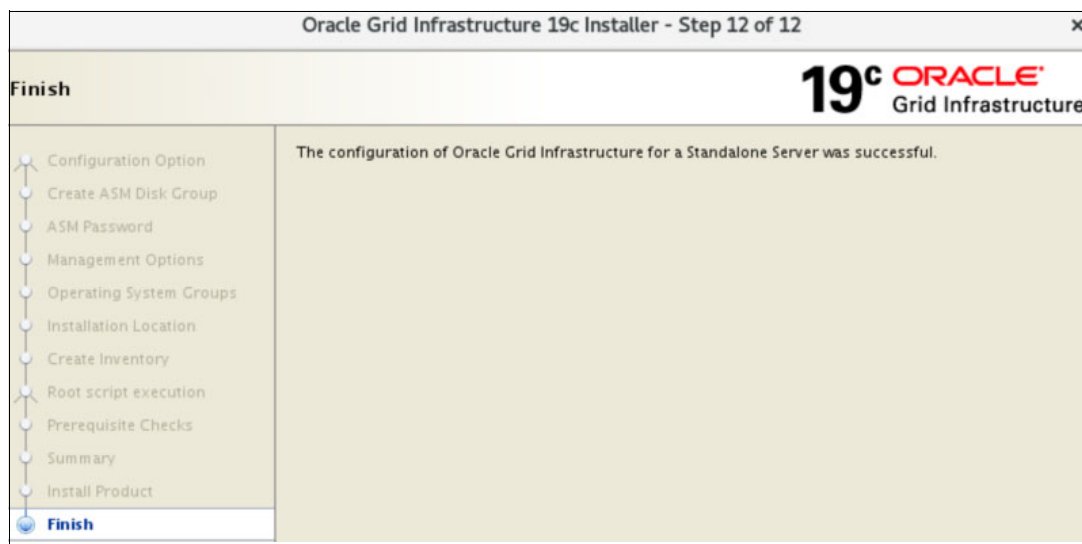 Oracle Grid Infrastructure 19c Installer - Step 12 of 12
×
Finish
19c ORACLE
Grid Infrastructure
The configuration of Oracle Grid Infrastructure for a Standalone Server was successful.
Configuration Option
Create ASM Disk Group
ASM Password
Management Options
Operating System Groups
Installation Location
Create Inventory
Root script execution
Prerequisite Checks
Summary
Install Product
Finish